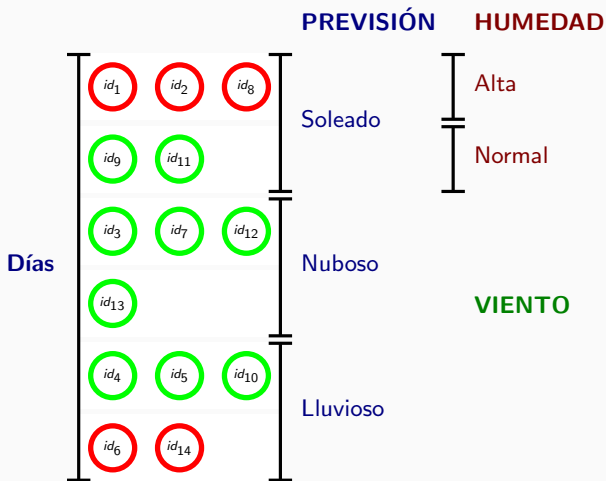 PREVISIÓN HUMEDAD
id1 id2 id8
Alta
Soleado
id9 id11
Normal
id3 id7 id12
Días
Nuboso
id13
VIENTO
id4 id5 id10
Lluvioso
id6 id14